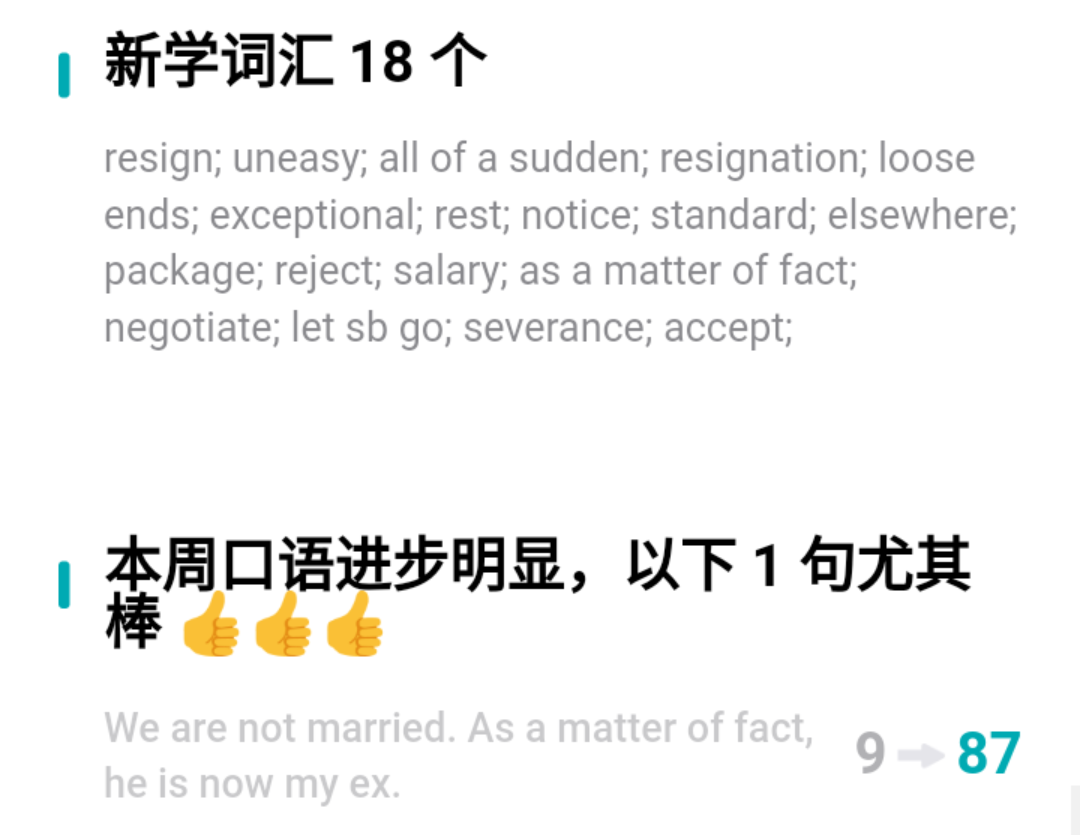 新学词汇 18 个
resign; uneasy; all of a sudden; resignation; loose
ends; exceptional; rest; notice; standard; elsewhere;
package; reject; salary; as a matter of fact;
negotiate; let sb go; severance; accept;
本周口语进步明显，以下 1 句尤其
棒 👍👍👍
We are not married. As a matter of fact,
he is now my ex.
9 ➡ 87